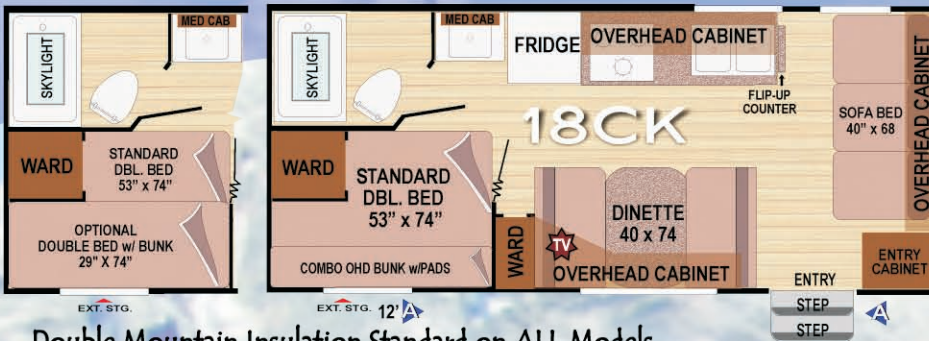 SKYLIGHT
MED CAB
WARD
STANDARD
DBL. BED
53" x 74"
OPTIONAL
DOUBLE BED w/ BUNK
29" X 74"
EXT. STG.
SKYLIGHT
MED CAB
FRIDGE
OVERHEAD CABINET
FLIP-UP
COUNTER
18CK
SOFA BED
40" x 68
OVERHEAD CABINET
WARD
STANDARD
DBL. BED
53" x 74"
COMBO OHD BUNK w/PADS
WARD
TV
DINETTE
40 x 74
OVERHEAD CABINET
ENTRY
CABINET
ENTRY
STEP
STEP
EXT. STG.
12'
A
A
Double Mountain Insulation Standard on ALL Models